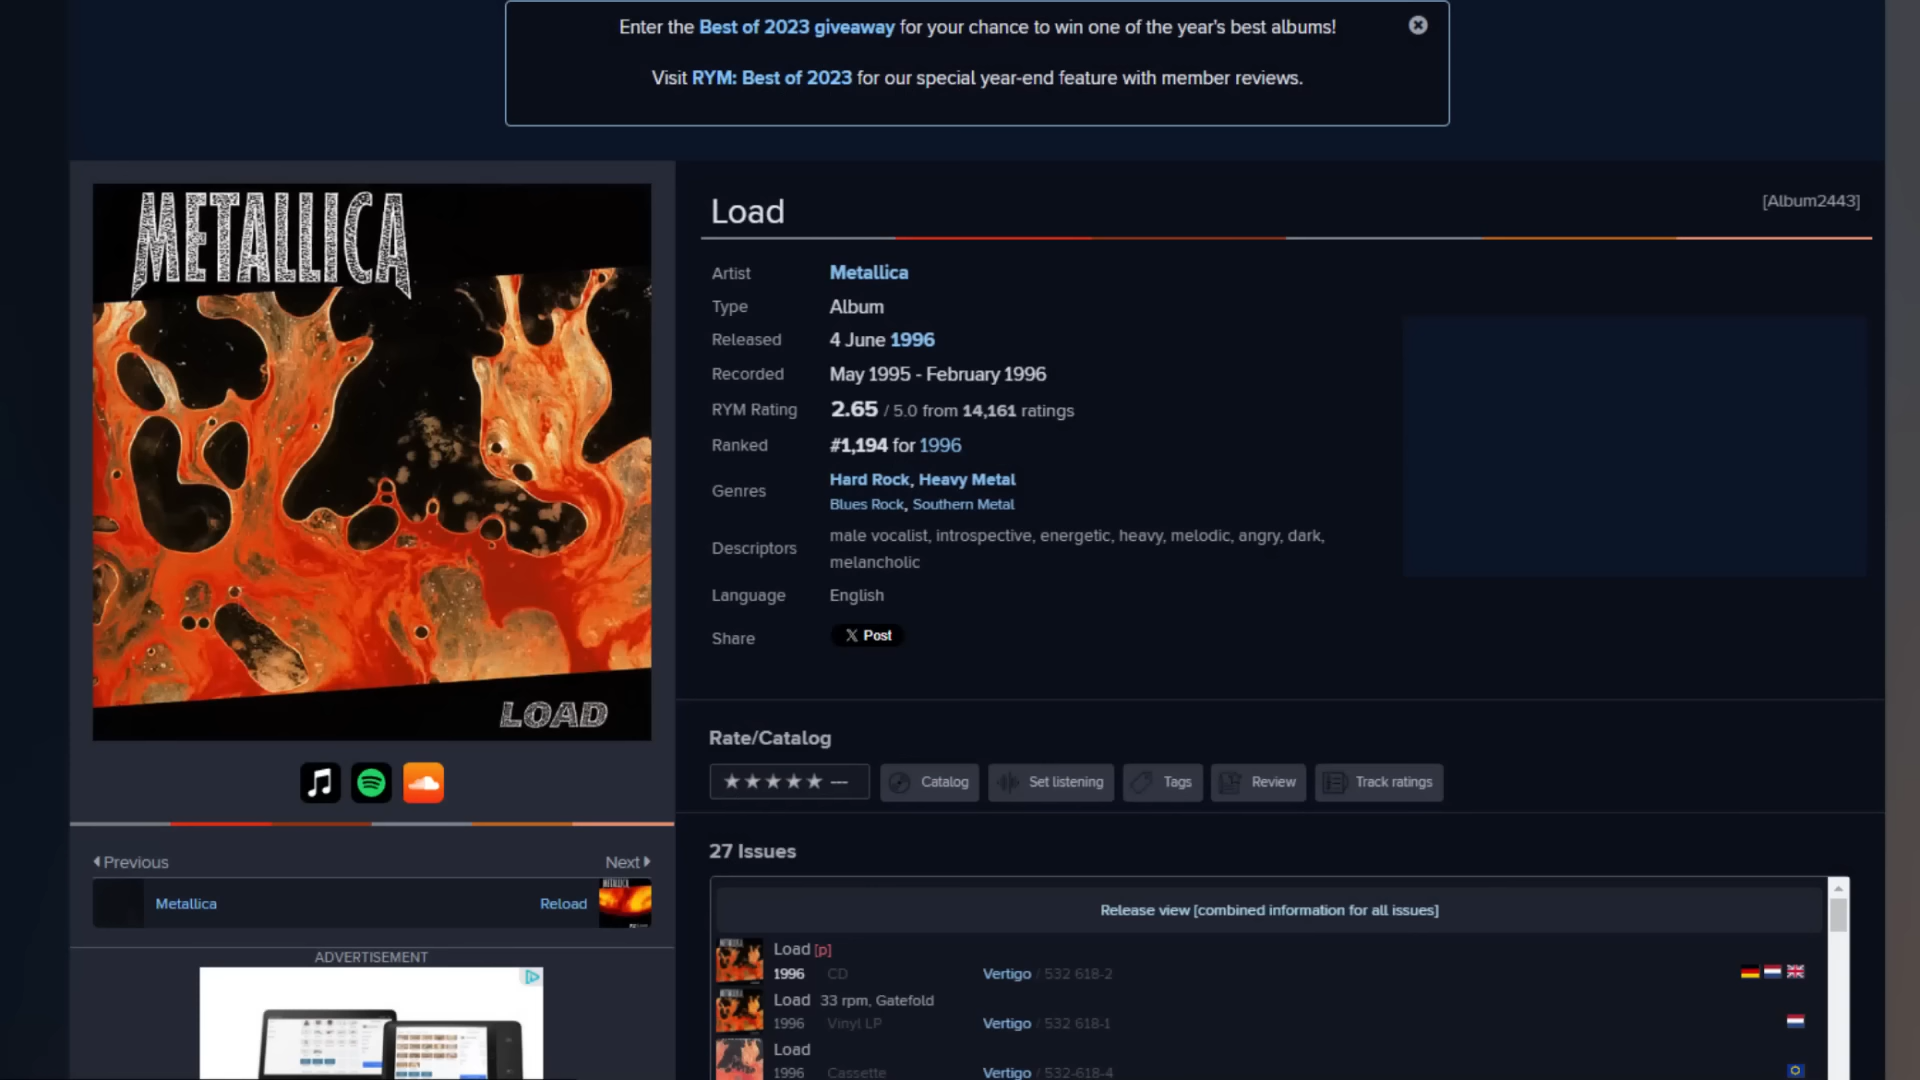 Enter the Best of 2023 giveaway for your chance to win one of the year's best albums!
Visit RYM: Best of 2023 for our special year-end feature with member reviews.
METALLICA
LOAD
Load
[Album2443]
Artist Metallica
Type Album
Released 4 June 1996
Recorded May 1995 - February 1996
RYM Rating 2.65 / 5.0 from 14,161 ratings
Ranked #1,194 for 1996
Genres Hard Rock, Heavy Metal
Blues Rock, Southern Metal
Descriptors male vocalist, introspective, energetic, heavy, melodic, angry, dark,
melancholic
Language English
Share X Post
Rate/Catalog
Catalog Set listening Tags Review Track ratings
Previous Next
Metallica Reload
ADVERTISEMENT
27 Issues
Release view [combined information for all issues]
Load [p]
1996 CD Vertigo / 532 618-2
Load 33 rpm, Gatefold
1996 Vinyl LP Vertigo / 532 618-1
Load
1996 Cassette Vertigo / 532-618-4